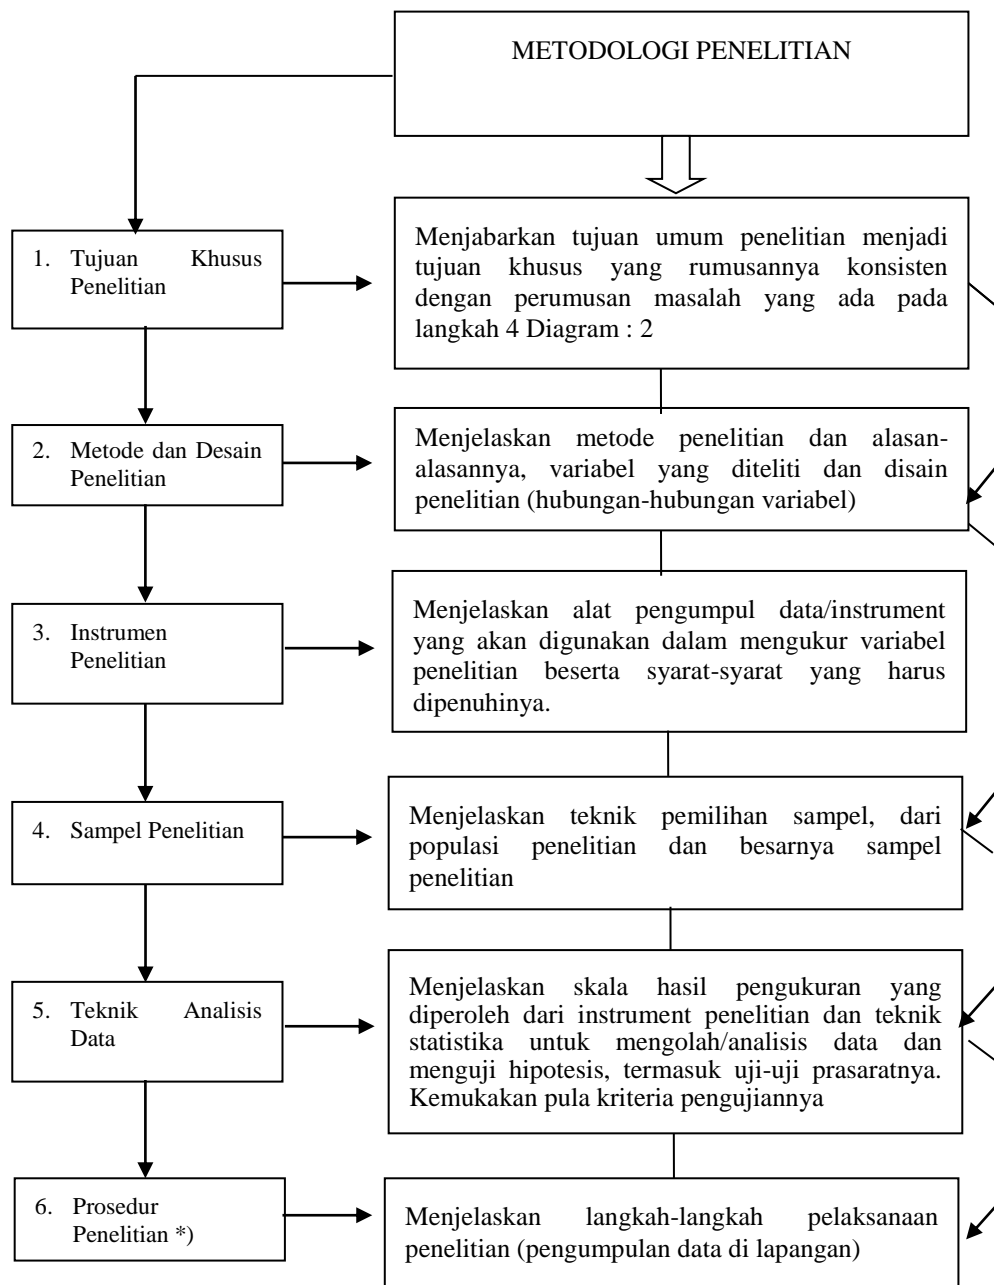 METODOLOGI PENELITIAN
1. Tujuan Khusus
Penelitian
Menjabarkan tujuan umum penelitian menjadi
tujuan khusus yang rumusannya konsisten
dengan perumusan masalah yang ada pada
langkah 4 Diagram : 2
2. Metode dan Desain
Penelitian
Menjelaskan metode penelitian dan alasan-
alasannya, variabel yang diteliti dan disain
penelitian (hubungan-hubungan variabel)
3. Instrumen
Penelitian
Menjelaskan alat pengumpul data/instrument
yang akan digunakan dalam mengukur variabel
penelitian beserta syarat-syarat yang harus
dipenuhinya.
4. Sampel Penelitian
Menjelaskan teknik pemilihan sampel, dari
populasi penelitian dan besarnya sampel
penelitian
5. Teknik Analisis
Data
Menjelaskan skala hasil pengukuran yang
diperoleh dari instrument penelitian dan teknik
statistika untuk mengolah/analisis data dan
menguji hipotesis, termasuk uji-uji prasaratnya.
Kemukakan pula kriteria pengujiannya
6. Prosedur
Penelitian *)
Menjelaskan langkah-langkah pelaksanaan
penelitian (pengumpulan data di lapangan)